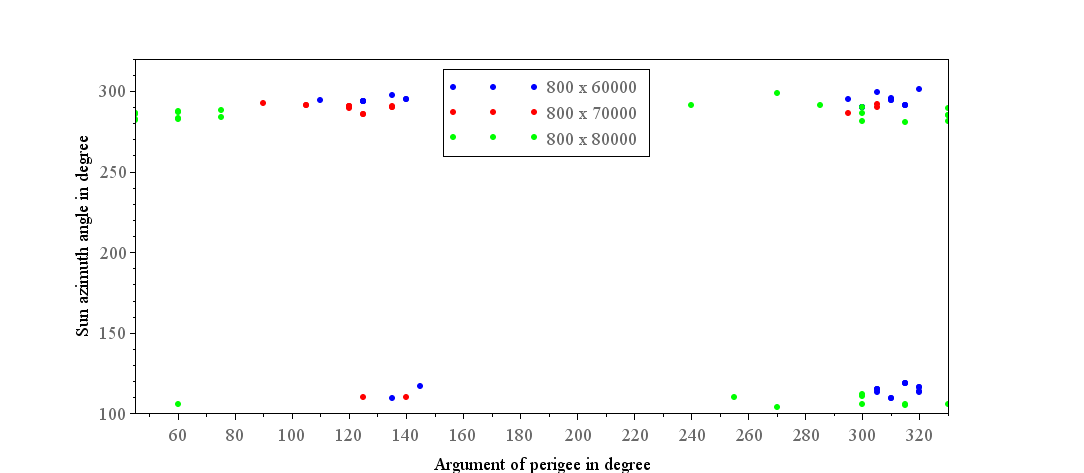 300
250
200
150
100
Sun azimuth angle in degree
800 x 60000
800 x 70000
800 x 80000
60 80 100 120 140 160 180 200 220 240 260 280 300 320
Argument of perigee in degree